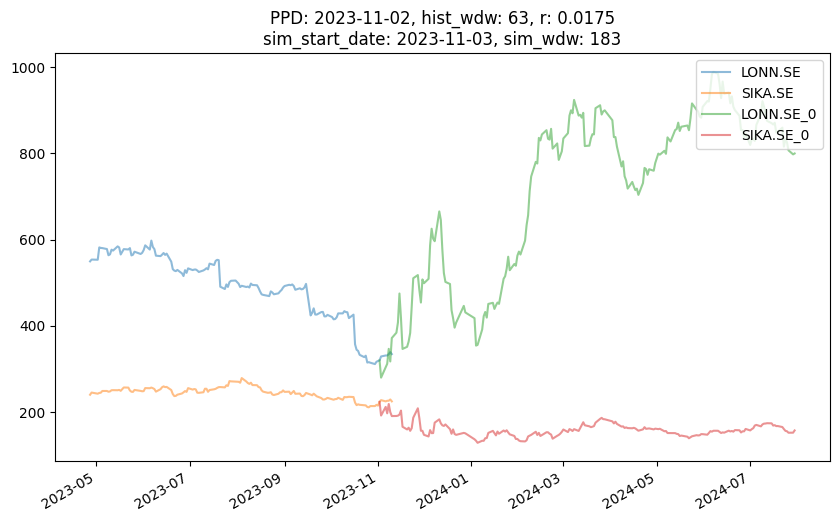 PPD: 2023-11-02, hist_wdw: 63, r: 0.0175
sim_start_date: 2023-11-03, sim_wdw: 183
1000
800
600
400
200
LONN.SE
SIKA.SE
LONN.SE_0
SIKA.SE_0
2023-05
2023-07
2023-09
2023-11
2024-01
2024-03
2024-05
2024-07